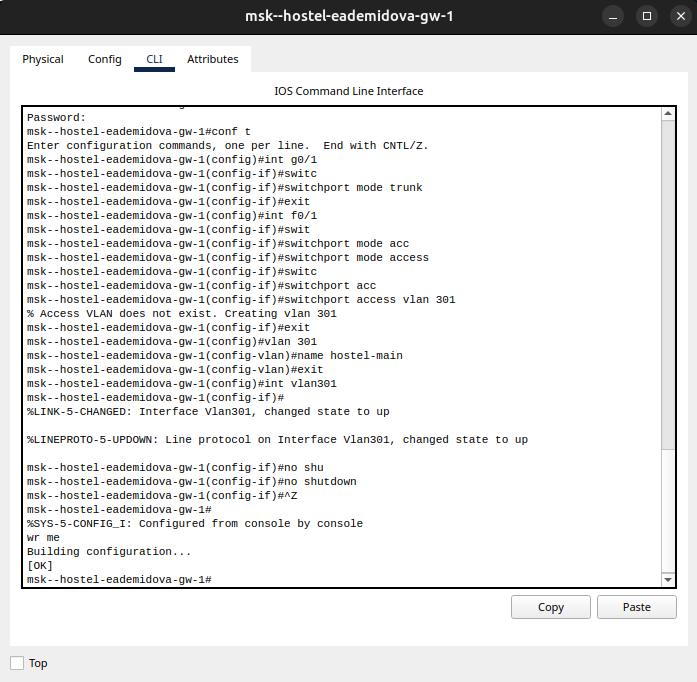 msk--hostel-eademidova-gw-1
Physical Config CLI Attributes
IOS Command Line Interface
Password:
msk--hostel-eademidova-gw-1#conf t
Enter configuration commands, one per line.  End with CNTL/Z.
msk--hostel-eademidova-gw-1(config)#int g0/1
msk--hostel-eademidova-gw-1(config-if)#switc
msk--hostel-eademidova-gw-1(config-if)#switchport mode trunk
msk--hostel-eademidova-gw-1(config-if)#exit
msk--hostel-eademidova-gw-1(config)#int f0/1
msk--hostel-eademidova-gw-1(config-if)#swit
msk--hostel-eademidova-gw-1(config-if)#switchport mode acc
msk--hostel-eademidova-gw-1(config-if)#switchport mode access
msk--hostel-eademidova-gw-1(config-if)#switc
msk--hostel-eademidova-gw-1(config-if)#switchport acc
msk--hostel-eademidova-gw-1(config-if)#switchport access vlan 301
% Access VLAN does not exist. Creating vlan 301
msk--hostel-eademidova-gw-1(config-if)#exit
msk--hostel-eademidova-gw-1(config)#vlan 301
msk--hostel-eademidova-gw-1(config-vlan)#name hostel-main
msk--hostel-eademidova-gw-1(config-vlan)#exit
msk--hostel-eademidova-gw-1(config)#int vlan301
msk--hostel-eademidova-gw-1(config-if)#
%LINK-5-CHANGED: Interface Vlan301, changed state to up
%LINEPROTO-5-UPDOWN: Line protocol on Interface Vlan301, changed state to up
msk--hostel-eademidova-gw-1(config-if)#no shu
msk--hostel-eademidova-gw-1(config-if)#no shutdown
msk--hostel-eademidova-gw-1(config-if)#^Z
msk--hostel-eademidova-gw-1#
%SYS-5-CONFIG_I: Configured from console by console
wr me
Building configuration...
[OK]
msk--hostel-eademidova-gw-1#
Copy Paste
Top